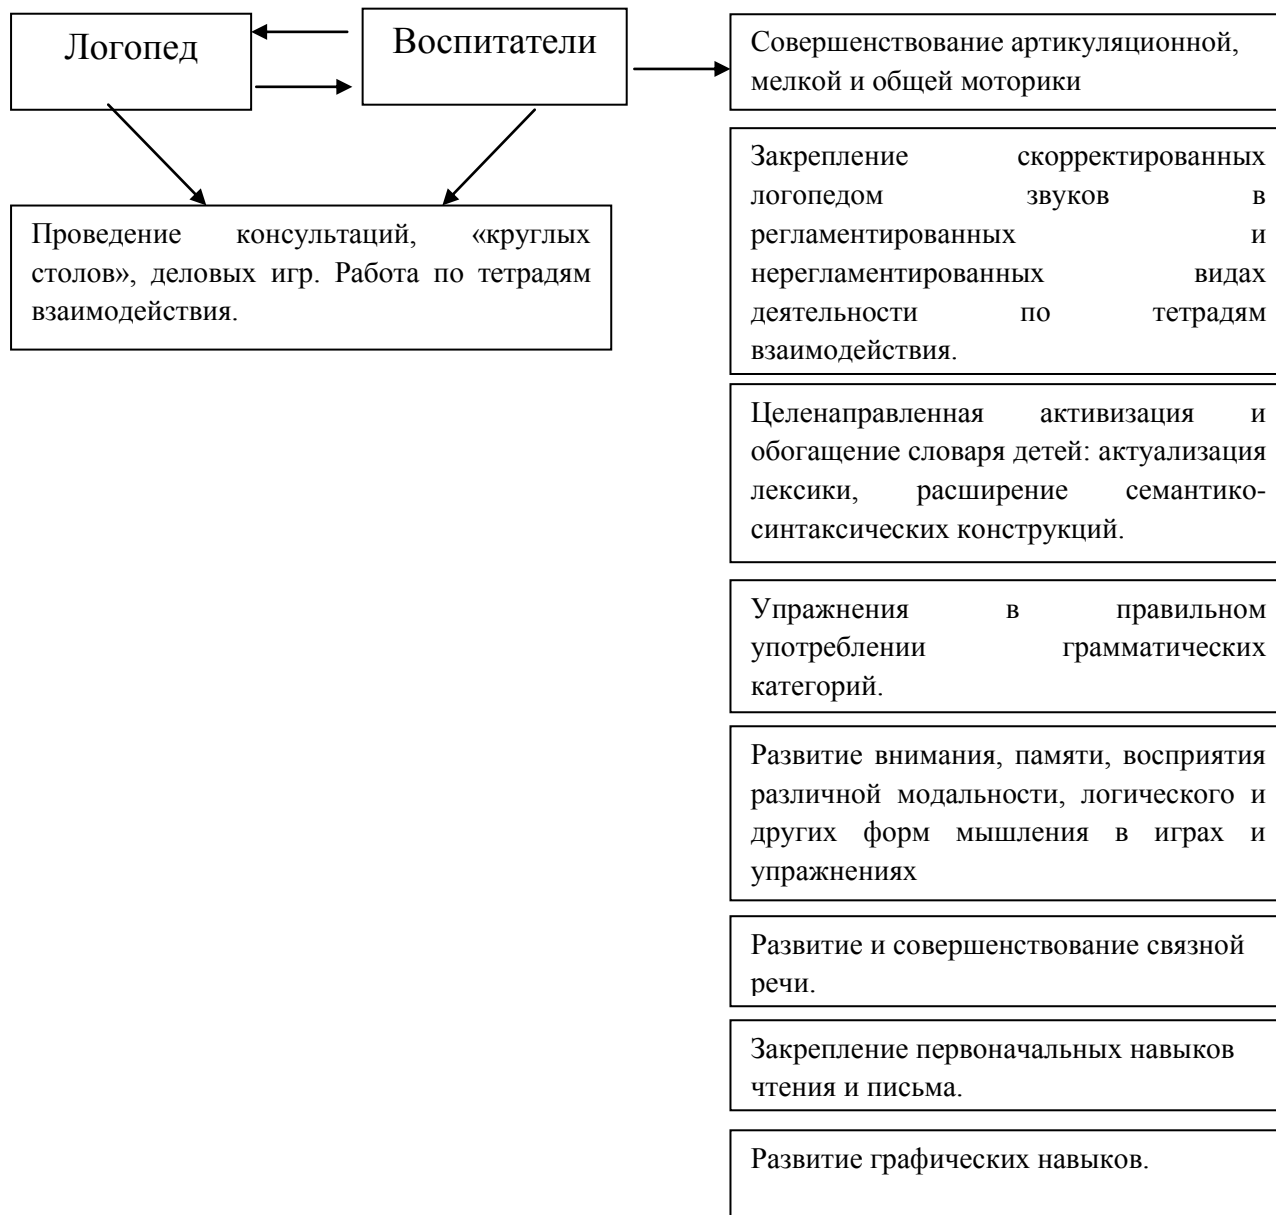 Логопед
Воспитатели
Проведение консультаций, «круглых
столов», деловых игр. Работа по тетрадям
взаимодействия.
Совершенствование артикуляционной,
мелкой и общей моторики
Закрепление скорректированных
логопедом звуков в
регламентированных и
нерегламентированных видах
деятельности по тетрадям
взаимодействия.
Целенаправленная активизация и
обогащение словаря детей: актуализация
лексики, расширение семантико-
синтаксических конструкций.
Упражнения в правильном
употреблении грамматических
категорий.
Развитие внимания, памяти, восприятия
различной модальности, логического и
других форм мышления в играх и
упражнениях
Развитие и совершенствование связной
речи.
Закрепление первоначальных навыков
чтения и письма.
Развитие графических навыков.